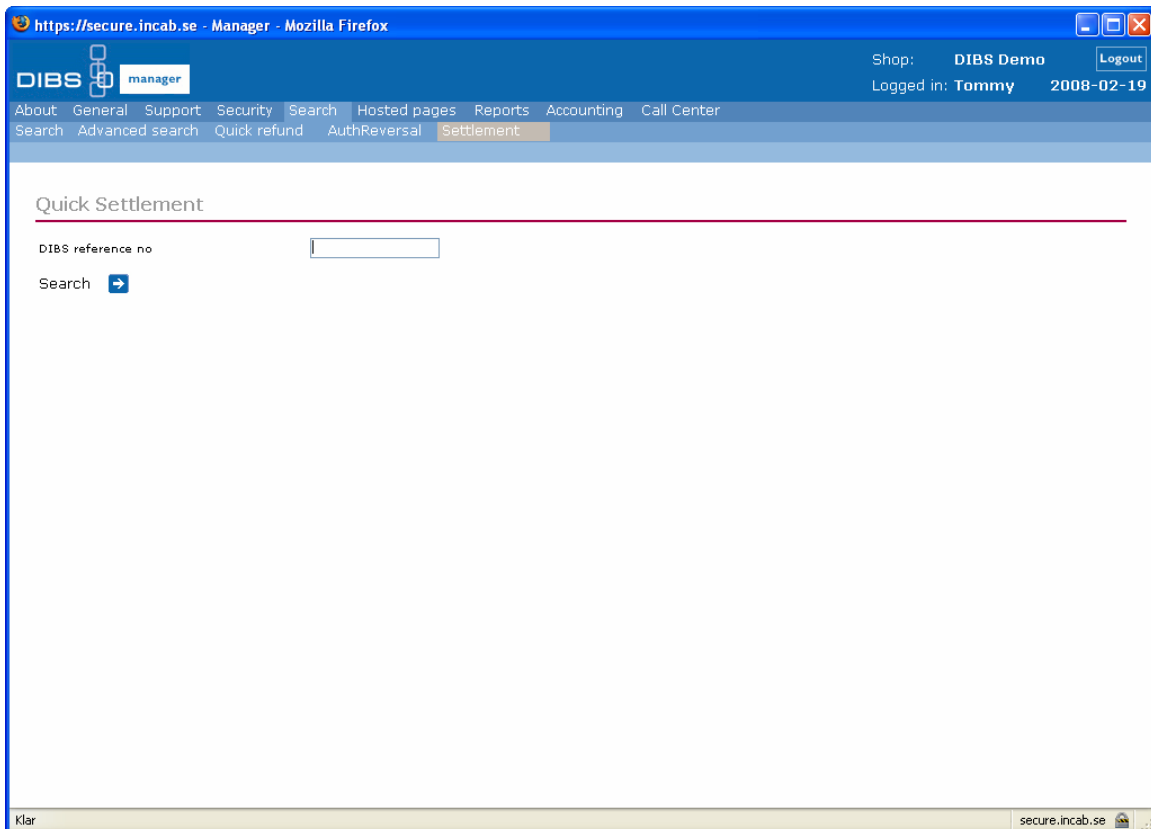 https://secure.incab.se - Manager - Mozilla Firefox
DIBS manager
Shop: DIBS Demo Logout
Logged in: Tommy 2008-02-19
About General Support Security Search Hosted pages Reports Accounting Call Center
Search Advanced search Quick refund AuthReversal Settlement
Quick Settlement
DIBS reference no
Search
Klar secure.incab.se